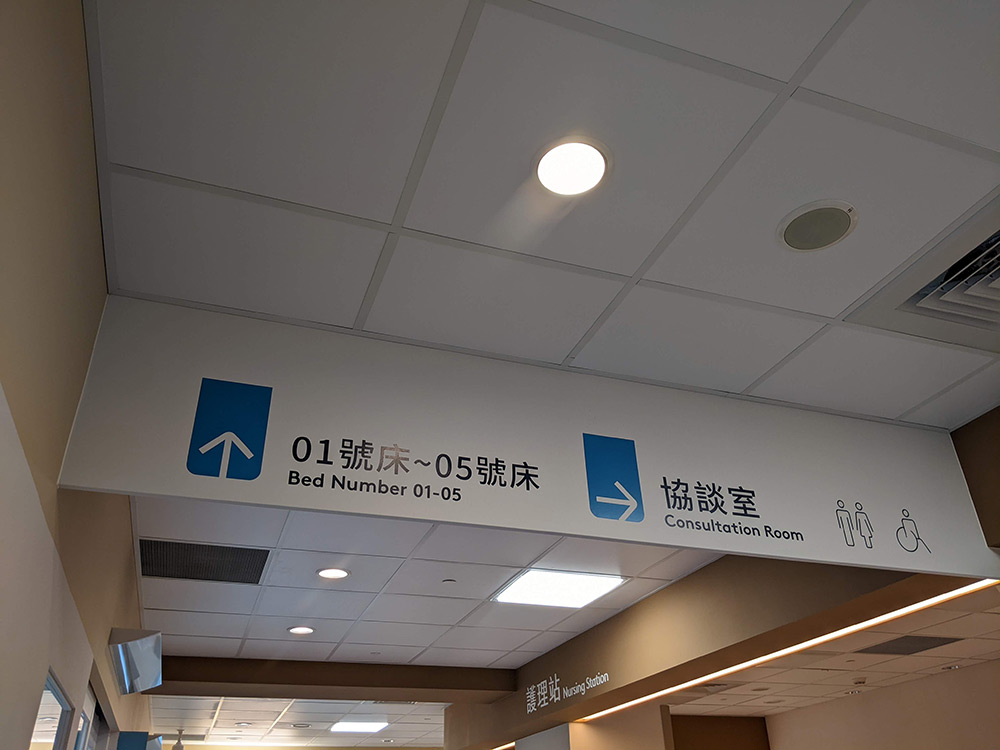 01號床~05號床
Bed Number 01-05
協談室
Consultation Room
護理站 Nursing Station